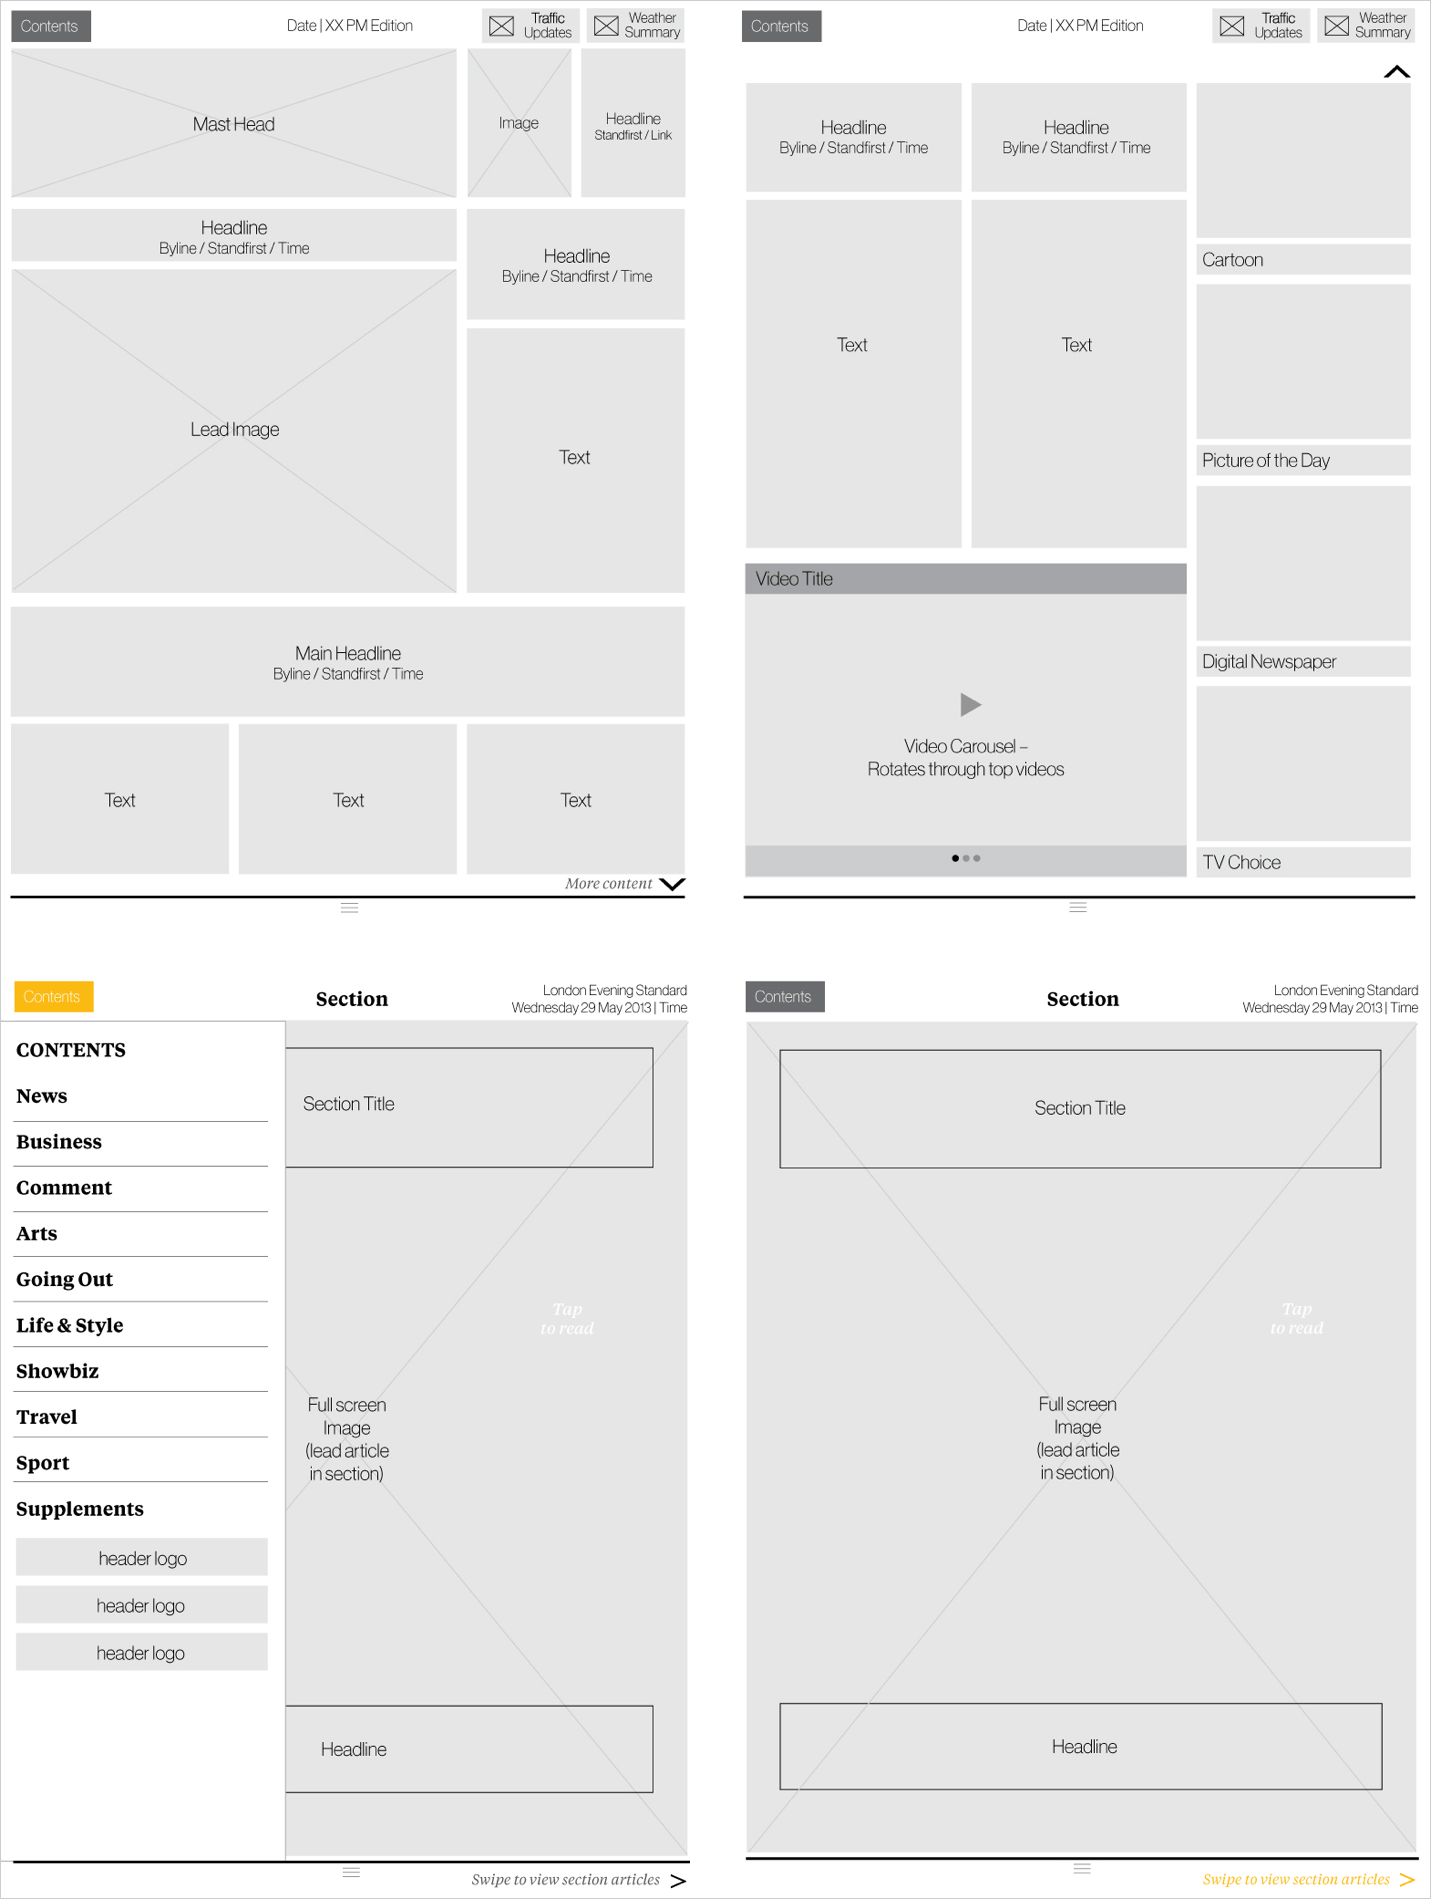 Contents
Date | XX PM Edition
Traffic
Updates
Weather
Summary
Mast Head
Image
Headline
Standfirst / Link
Headline
Byline / Standfirst / Time
Headline
Byline / Standfirst / Time
Lead Image
Text
Main Headline
Byline / Standfirst / Time
Text
Text
Text
More content
Contents
Date | XX PM Edition
Traffic
Updates
Weather
Summary
Headline
Byline / Standfirst / Time
Headline
Byline / Standfirst / Time
Text
Text
Cartoon
Picture of the Day
Digital Newspaper
TV Choice
Video Title
Video Carousel –
Rotates through top videos
Contents
Section
London Evening Standard
Wednesday 29 May 2013 | Time
CONTENTS
News
Business
Comment
Arts
Going Out
Life & Style
Showbiz
Travel
Sport
Supplements
header logo
header logo
header logo
Section Title
Tap
to read
Full screen
Image
(lead article
in section)
Headline
Swipe to view section articles >
Contents
Section
London Evening Standard
Wednesday 29 May 2013 | Time
Section Title
Tap
to read
Full screen
Image
(lead article
in section)
Headline
Swipe to view section articles >